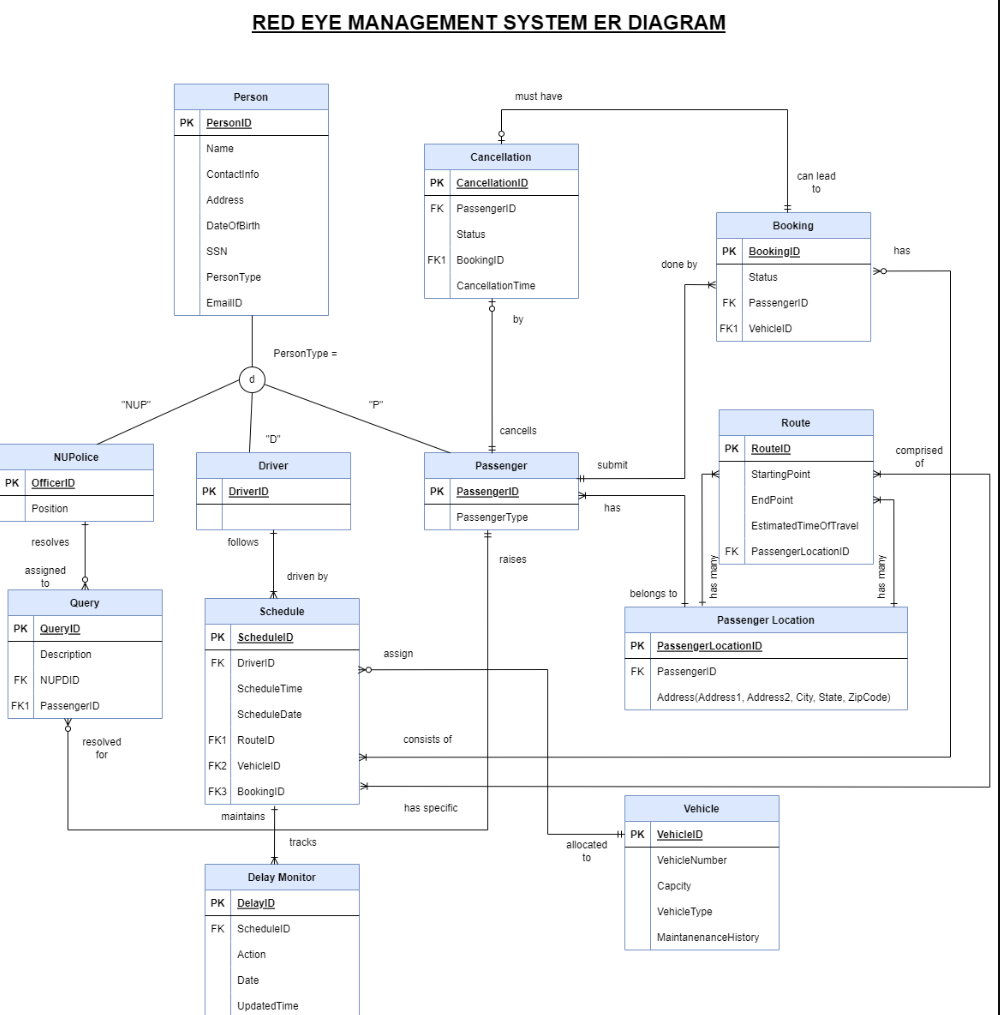 RED EYE MANAGEMENT SYSTEM ER DIAGRAM
Person
PK PersonID
Name
ContactInfo
Address
DateOfBirth
SSN
PersonType
EmailID
must have
Cancellation
PK CancellationID
FK PassengerID
Status
FK1 BookingID
CancellationTime
can lead
to
Booking
PK BookingID
Status
FK PassengerID
FK1 VehicleID
has
done by
by
cancells
PersonType =
d
"NUP"
"D"
"P"
NUPolice
PK OfficerID
Position
Driver
PK DriverID
Passenger
PK PassengerID
PassengerType
submit
has
raises
belongs to
Route
PK RouteID
StartingPoint
EndPoint
EstimatedTimeOfTravel
FK PassengerLocationID
comprised
of
has many
has many
Passenger Location
PK PassengerLocationID
FK PassengerID
Address(Address1, Address2, City, State, ZipCode)
resolves
assigned
to
follows
driven by
Query
PK QueryID
Description
FK NUPDID
FK1 PassengerID
resolved
for
Schedule
PK ScheduleID
FK DriverID
ScheduleTime
ScheduleDate
FK1 RouteID
FK2 VehicleID
FK3 BookingID
assign
consists of
has specific
maintains
tracks
allocated
to
Vehicle
PK VehicleID
VehicleNumber
Capcity
VehicleType
MaintanenanceHistory
Delay Monitor
PK DelayID
FK ScheduleID
Action
Date
UpdatedTime